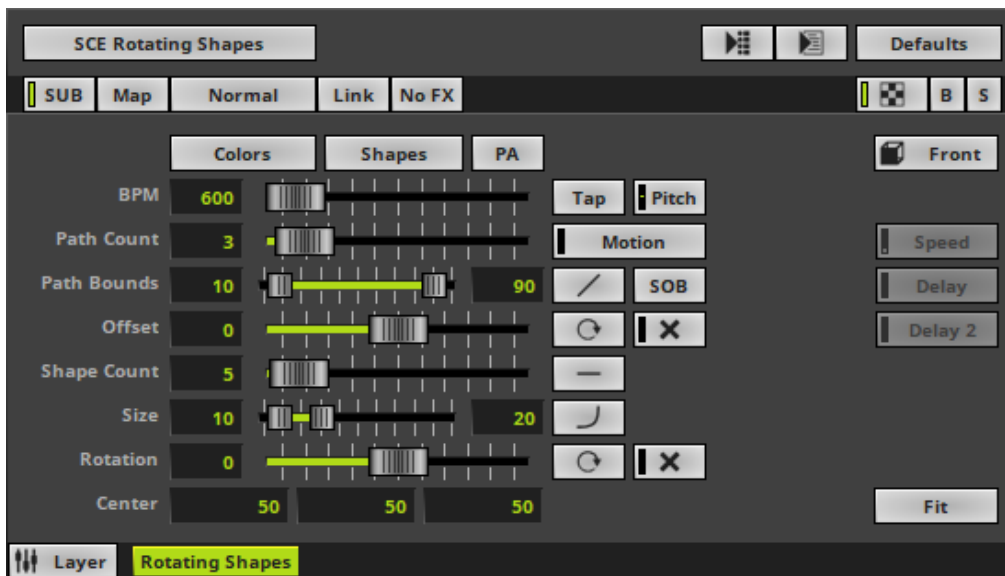 SCE Rotating Shapes Defaults
SUB Map Normal Link No FX B S
Colors Shapes PA Front
BPM 600 Tap Pitch
Path Count 3 Motion Speed
Path Bounds 10 90 SOB Delay
Offset 0 Delay 2
Shape Count 5
Size 10 20
Rotation 0
Center 50 50 50 Fit
Layer Rotating Shapes